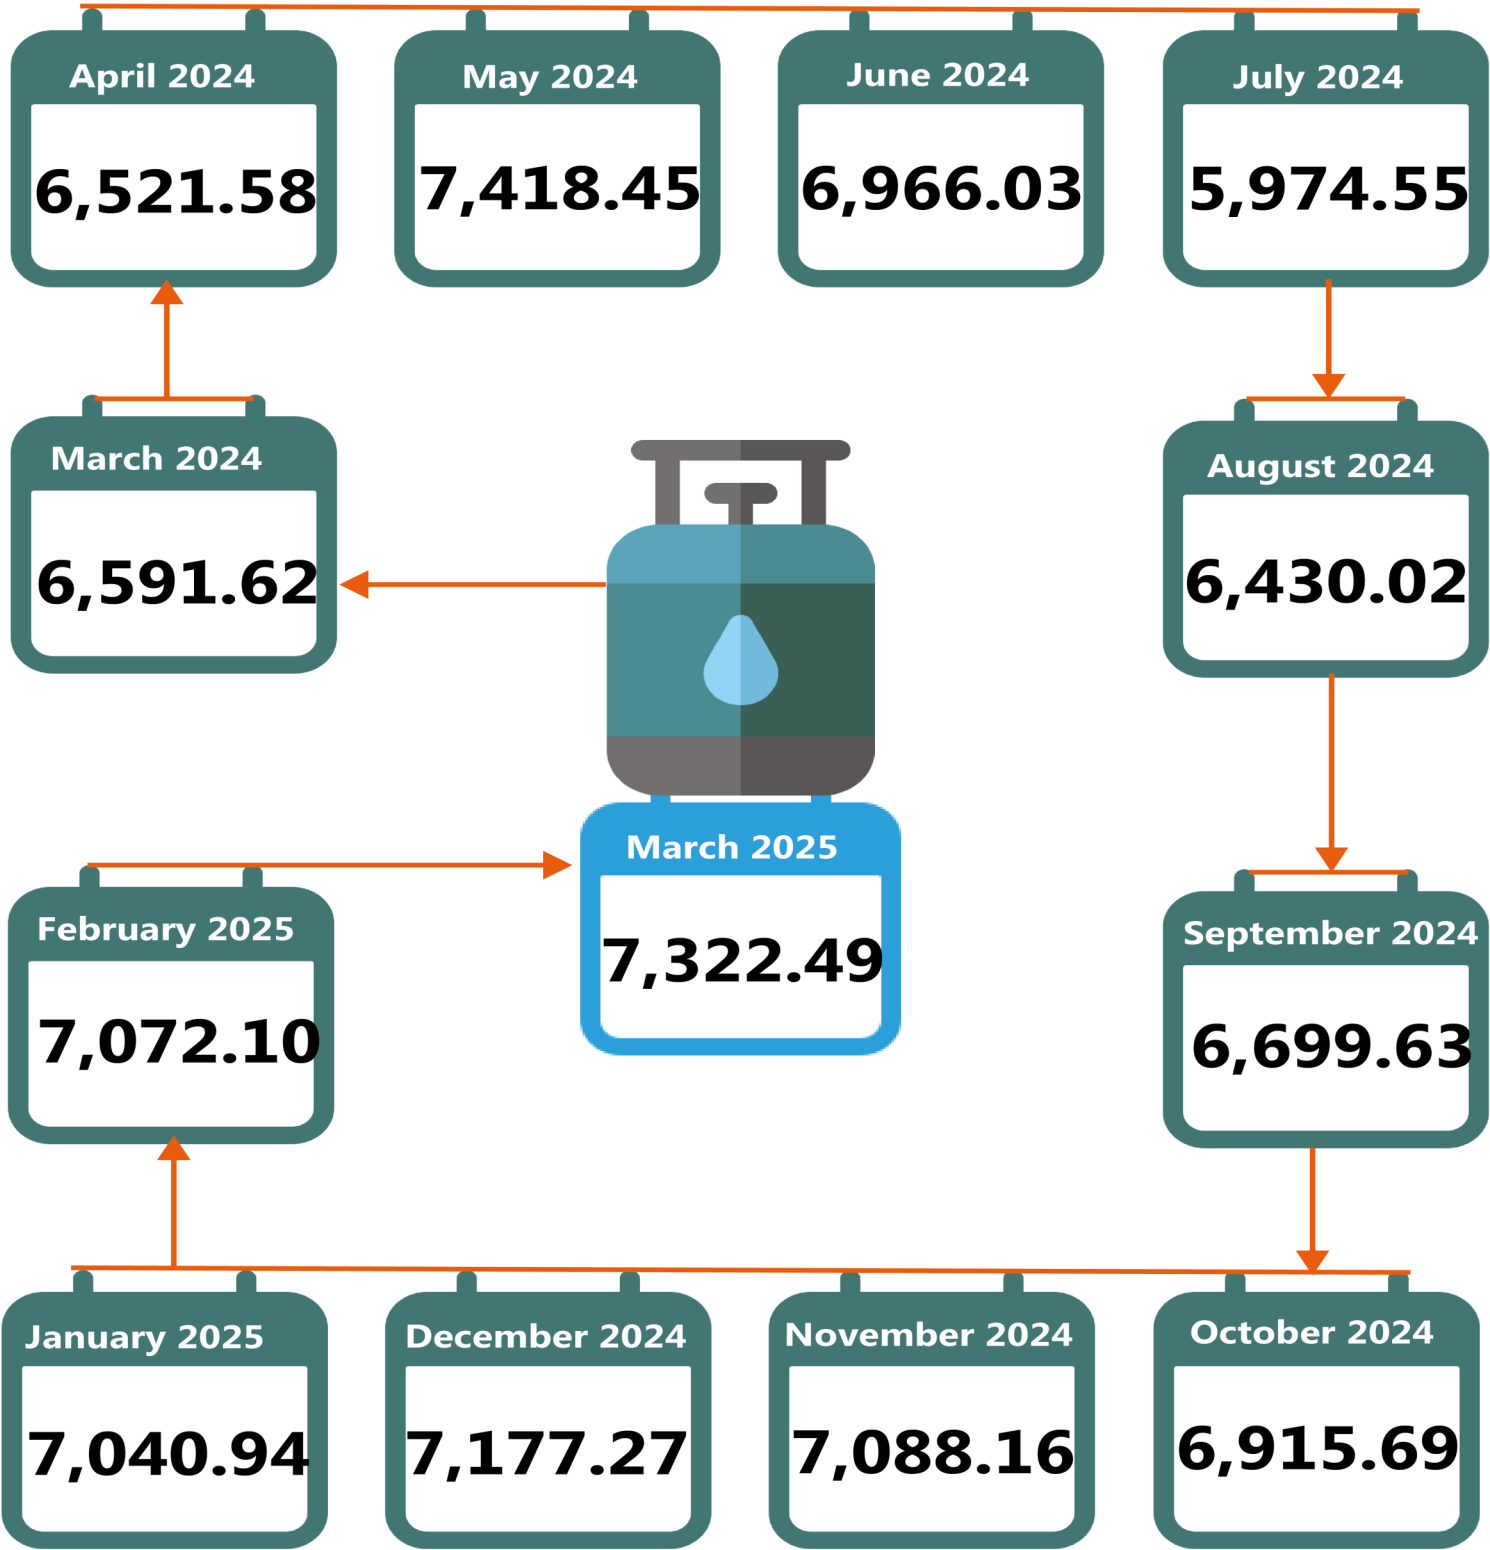 April 2024
6,521.58
May 2024
7,418.45
June 2024
6,966.03
July 2024
5,974.55
March 2024
6,591.62
August 2024
6,430.02
February 2025
7,072.10
March 2025
7,322.49
September 2024
6,699.63
January 2025
7,040.94
December 2024
7,177.27
November 2024
7,088.16
October 2024
6,915.69